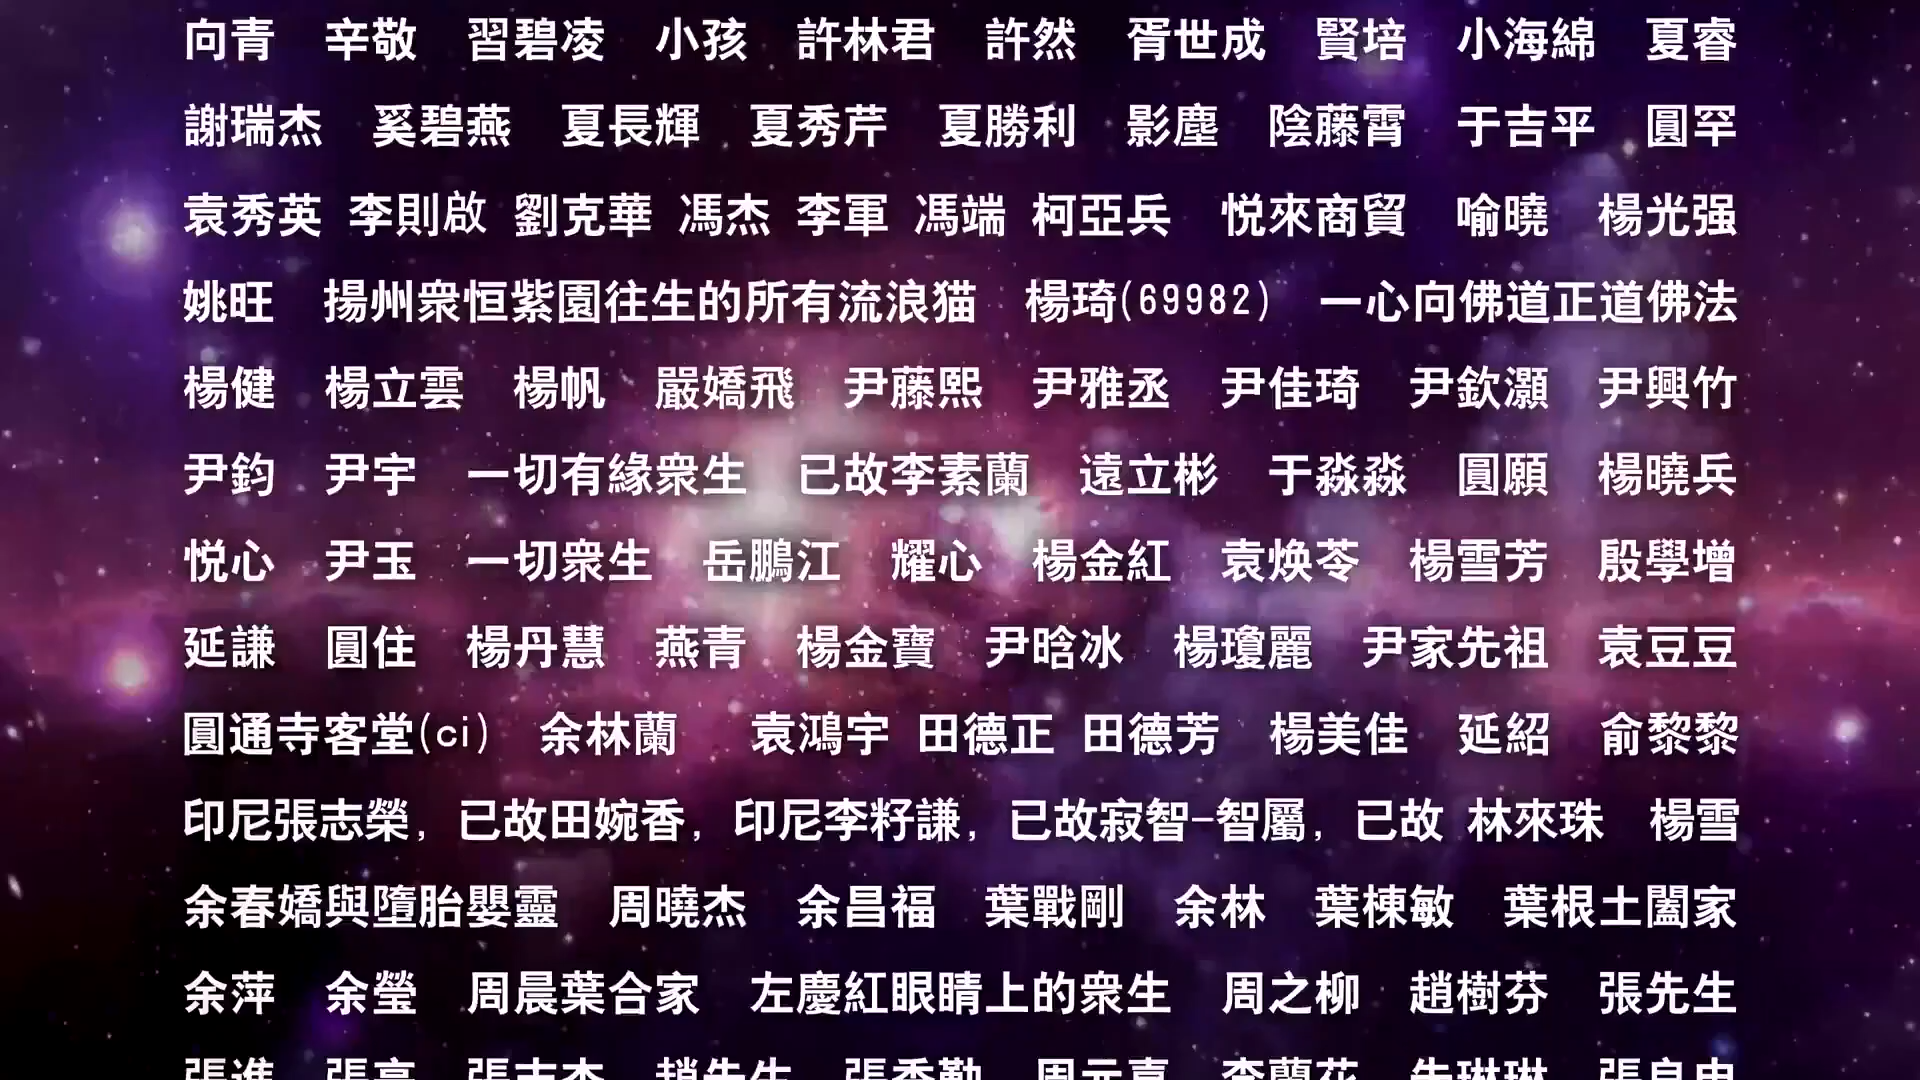 向青　辛敬　習碧凌　小孩　許林君　許然　胥世成　賢培　小海綿　夏睿
謝瑞杰　奚碧燕　夏長輝　夏秀芹　夏勝利　影塵　陰藤霄　于吉平　圓罕
袁秀英 李則啟 劉克華 馮杰 李軍 馮端 柯亞兵　悦來商貿　喻曉　楊光强
姚旺　揚州衆恒紫園往生的所有流浪猫　楊琦(69982)　一心向佛道正道佛法
楊健　楊立雲　楊帆　嚴嬌飛　尹藤熙　尹雅丞　尹佳琦　尹欽灝　尹興竹
尹鈞　尹宇　一切有緣衆生　已故李素蘭　遠立彬　于淼淼　圓願　楊曉兵
悦心　尹玉　一切衆生　岳鵬江　耀心　楊金紅　袁焕苓　楊雪芳　殷學增
延謙　圓住　楊丹慧　燕青　楊金寶　尹晗冰　楊瓊麗　尹家先祖　袁豆豆
圓通寺客堂(ci)　余林蘭　袁鴻宇 田德正 田德芳　楊美佳　延紹　俞黎黎
印尼張志榮, 已故田婉香, 印尼李籽謙, 已故寂智-智屬, 已故 林來珠　楊雪
余春嬌與墮胎嬰靈　周曉杰　余昌福　葉戰剛　余林　葉棟敏　葉根土闔家
余萍　余瑩　周晨葉合家　左慶紅眼睛上的衆生　周之柳　趙樹芬　張先生